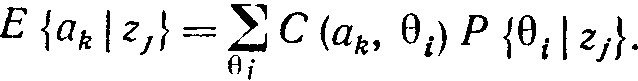 E {a_k | z_j} = ∑_{θ_i} C (a_k, θ_i) P {θ_i | z_j}.